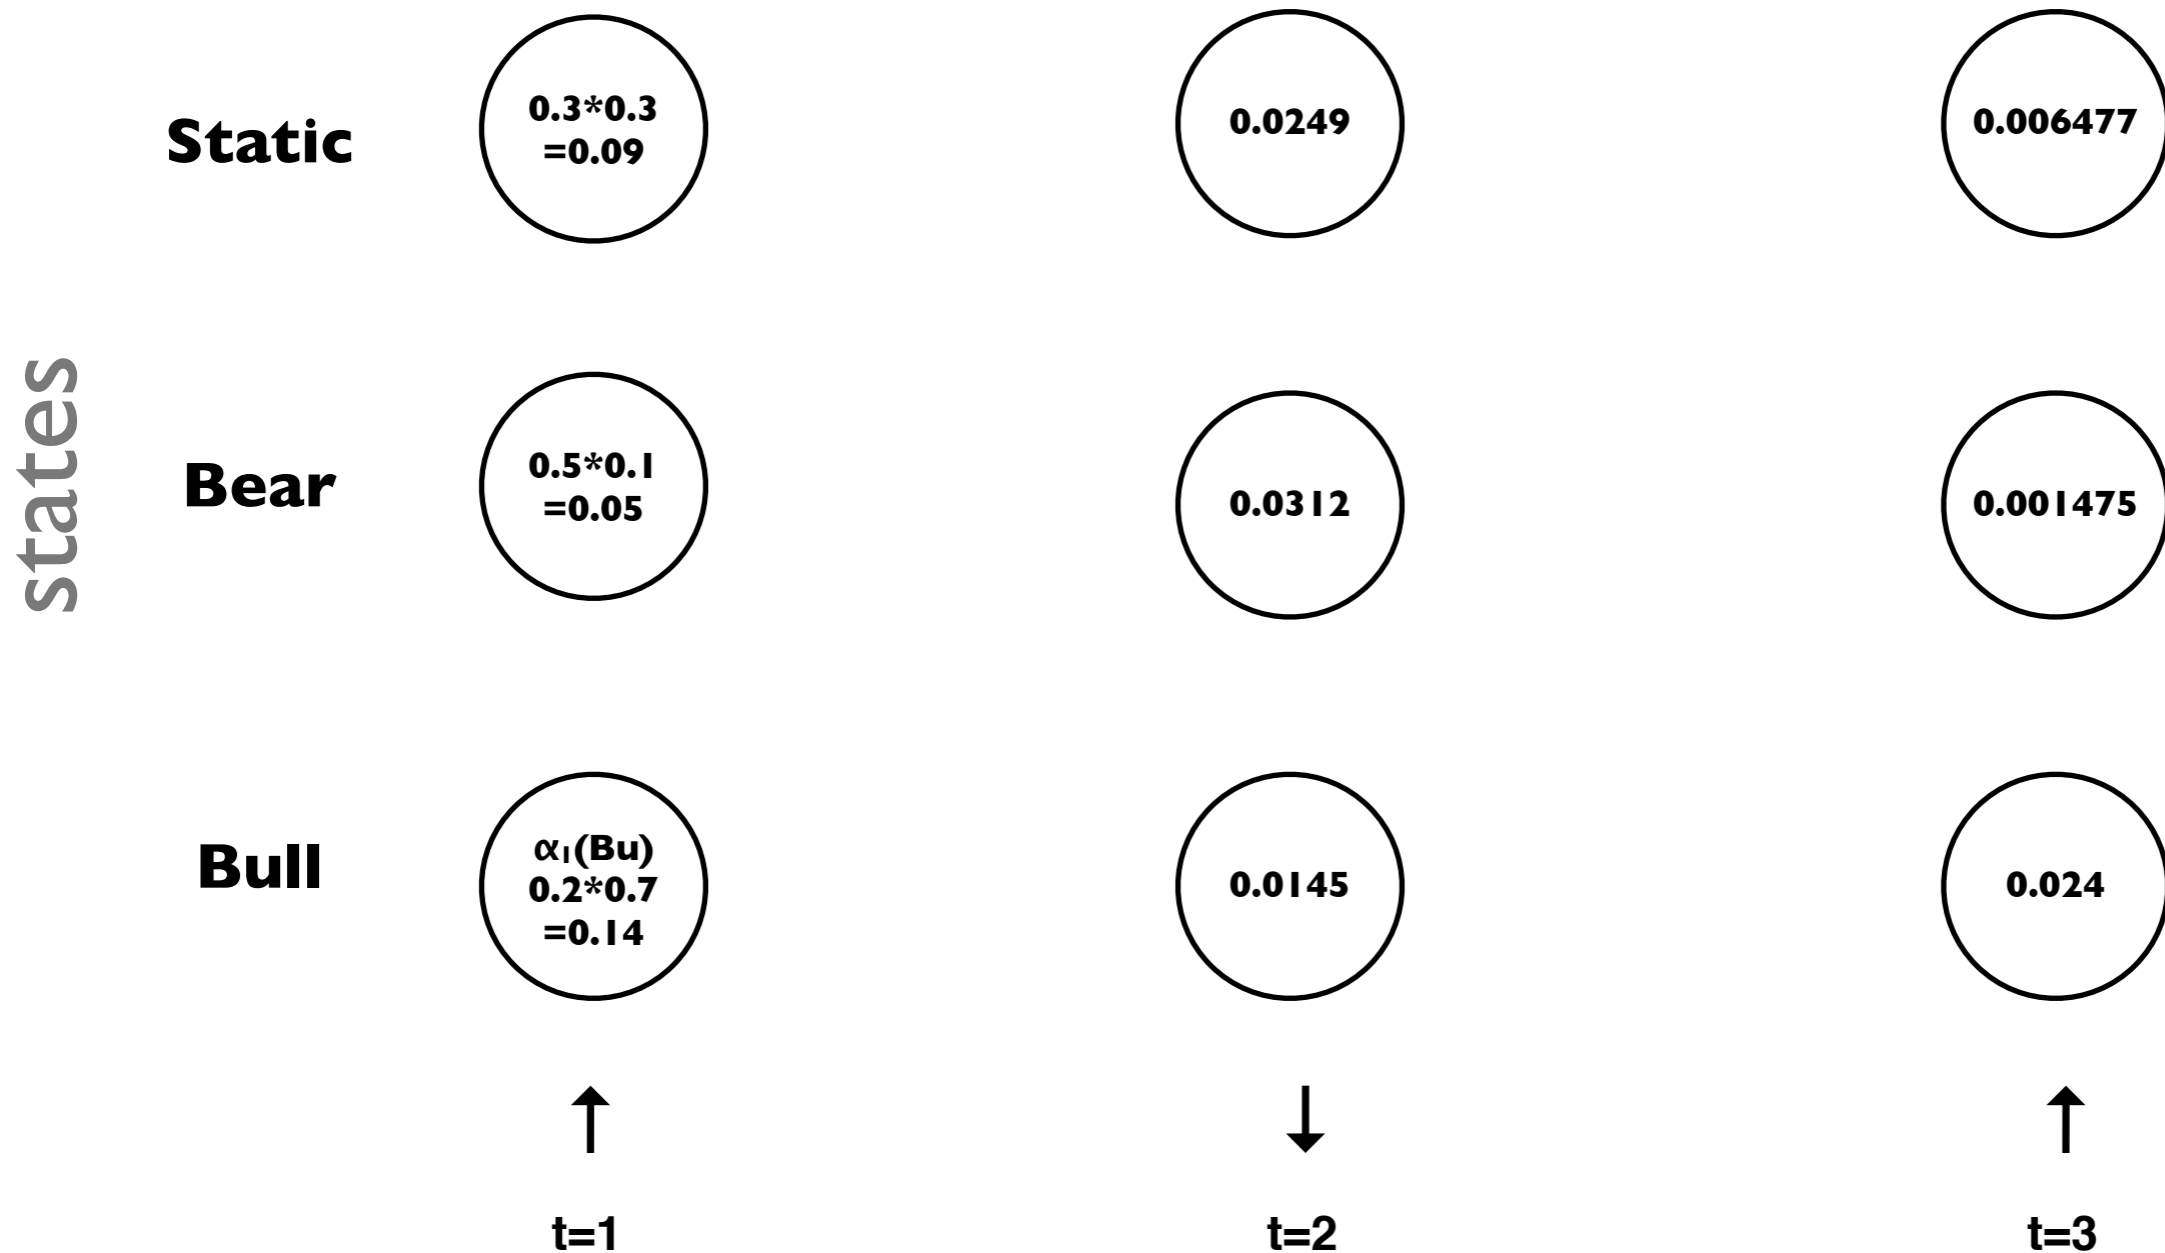 Static
0.3*0.3
=0.09
0.0249
0.006477
states
Bear
0.5*0.1
=0.05
0.0312
0.001475
Bull
α₁(Bu)
0.2*0.7
=0.14
0.0145
0.024
↑ ↓ ↑
t=1 t=2 t=3